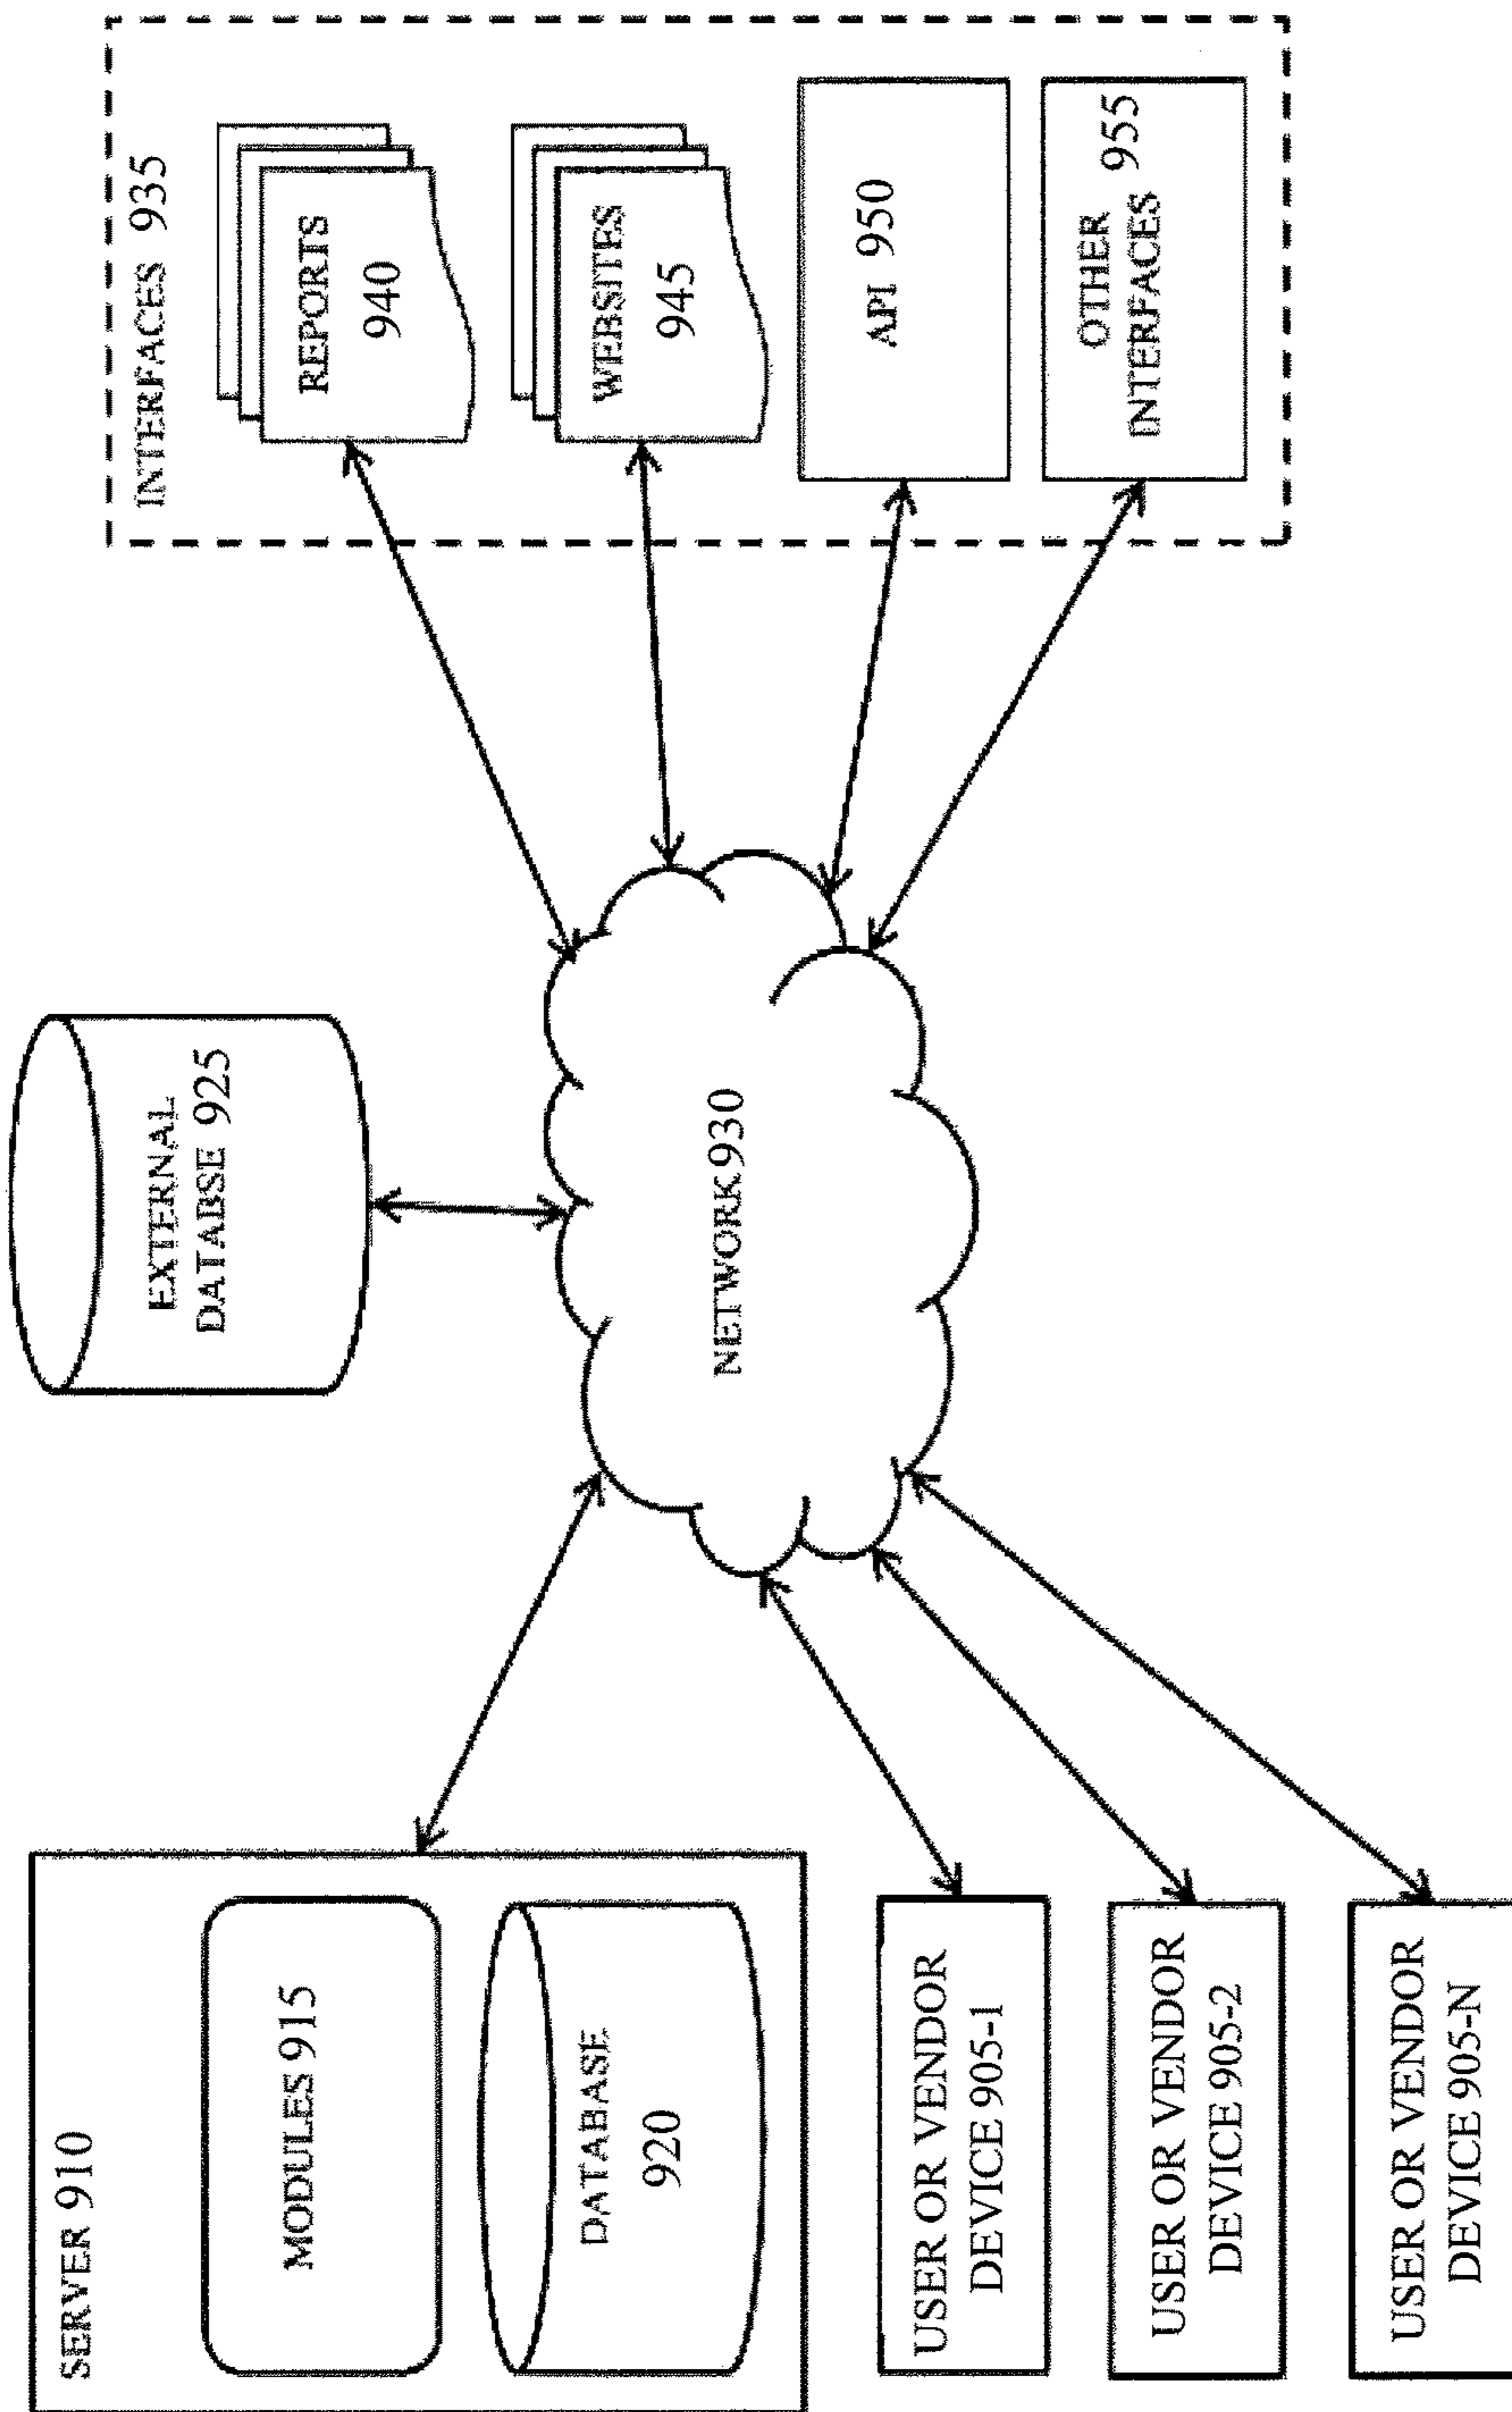 SERVER 910
MODULES 915
DATABASE
920
USER OR VENDOR
DEVICE 905-1
USER OR VENDOR
DEVICE 905-2
USER OR VENDOR
DEVICE 905-N
EXTERNAL
DATABSE 925
NETWORK 930
INTERFACES 935
REPORTS
940
WEBSITES
945
API 950
OTHER
INTERFACES 955